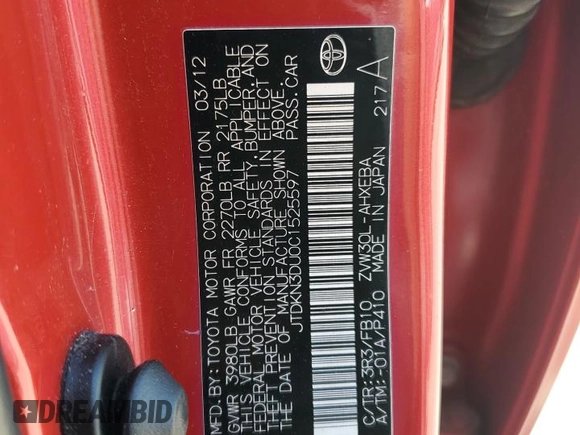 MFD.BY:TOYOTA MOTOR CORPORATION 03/12
GVWR 3980LB GAWR FR 2270LB RR 2175LB
THIS VEHICLE CONFORMS TO ALL APPLICABLE
FEDERAL MOTOR VEHICLE SAFETY,BUMPER,AND
THEFT PREVENTION STANDARDS IN EFFECT ON
THE DATE OF MANUFACTURE SHOWN ABOVE.
JTDKN3DU0C1525597 PASS.CAR
C/TR:3R3/FB10 ZVW30L-AHXEBA
A/TM:-01A/P410 MADE IN JAPAN 217A
DREAMBID